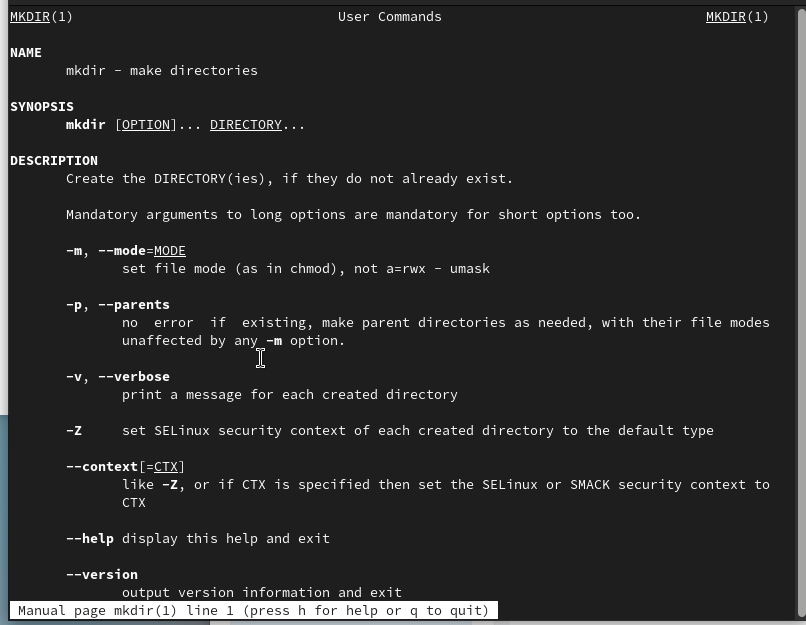 MKDIR(1) User Commands MKDIR(1)
NAME
mkdir - make directories
SYNOPSIS
mkdir [OPTION]... DIRECTORY...
DESCRIPTION
Create the DIRECTORY(ies), if they do not already exist.
Mandatory arguments to long options are mandatory for short options too.
-m, --mode=MODE
set file mode (as in chmod), not a=rwx - umask
-p, --parents
no error if existing, make parent directories as needed, with their file modes
unaffected by any -m option.
-v, --verbose
print a message for each created directory
-Z set SELinux security context of each created directory to the default type
--context[=CTX]
like -Z, or if CTX is specified then set the SELinux or SMACK security context to
CTX
--help display this help and exit
--version
output version information and exit
Manual page mkdir(1) line 1 (press h for help or q to quit)